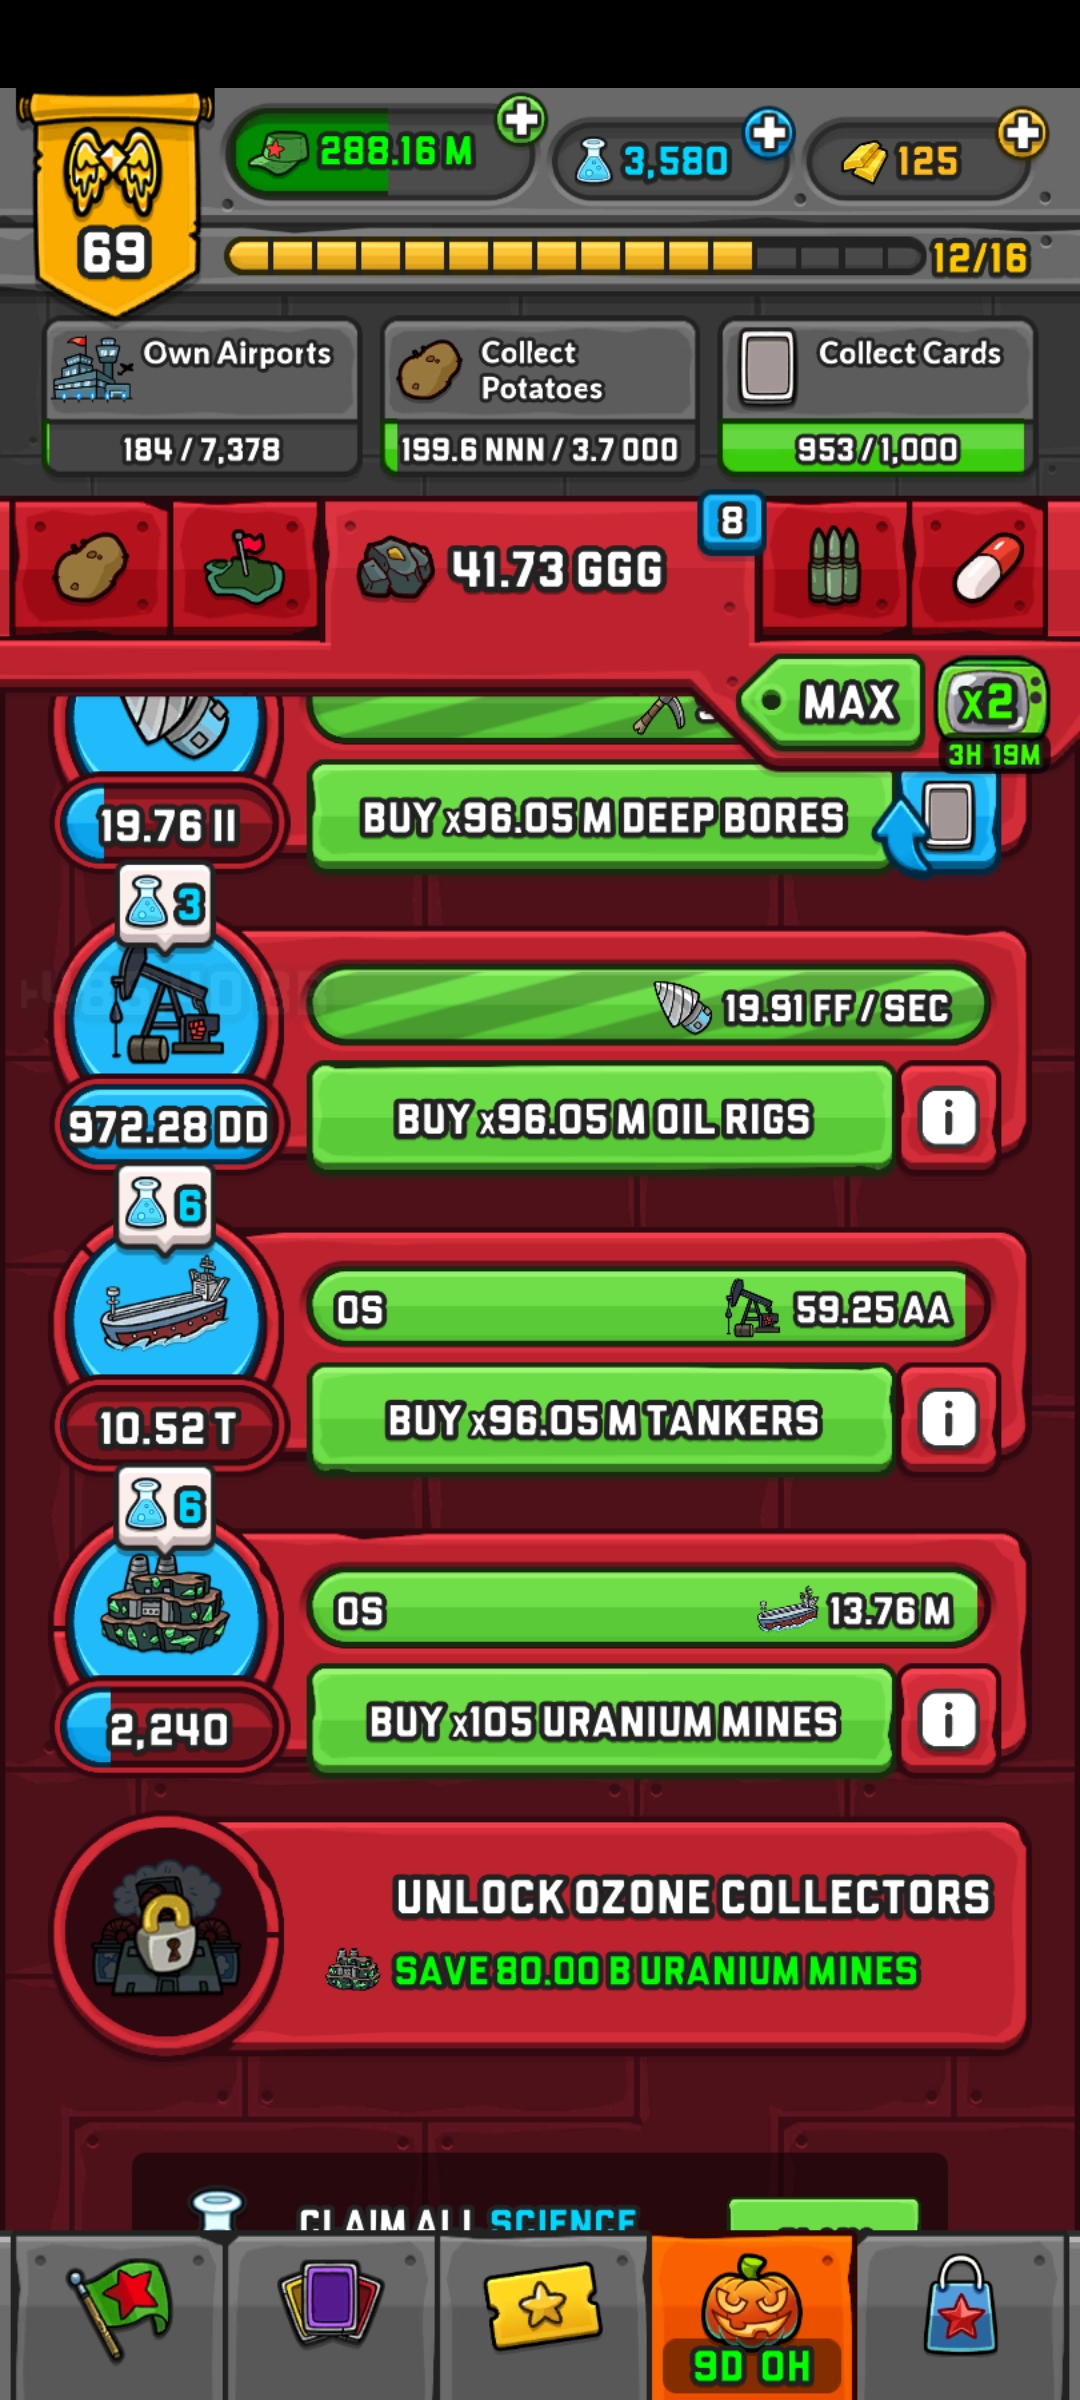 288.16 M
3,580
125
69
12/16
Own Airports
184 / 7,378
Collect
Potatoes
199.6 NNN / 3.7 OOO
Collect Cards
953 / 1,000
41.73 GGG
8
MAX
x2
3H 19M
BUY x96.05 M DEEP BORES
19.76 II
3
19.91 FF / SEC
972.28 DD
BUY x96.05 M OIL RIGS
i
6
0S
59.25 AA
10.52 T
BUY x96.05 M TANKERS
i
6
0S
13.76 M
2,240
BUY x105 URANIUM MINES
i
UNLOCK OZONE COLLECTORS
SAVE 80.00 B URANIUM MINES
CLAIM ALL SCIENCE
9D 0H